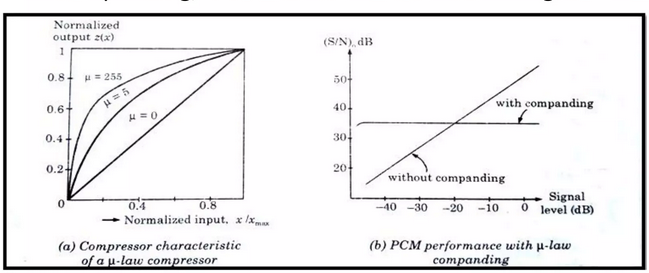 Normalized
output z(x)
1
0.8
0.6
0.4
0.2
0
0.4
0.8
μ = 255
μ = 5
μ = 0
Normalized input, x/xmax
(a) Compressor characteristic
of a μ-law compressor
(S/N)o, dB
50
40
30
20
with companding
without companding
−40 −30 −20 −10 0
Signal
level (dB)
(b) PCM performance with μ-law
companding